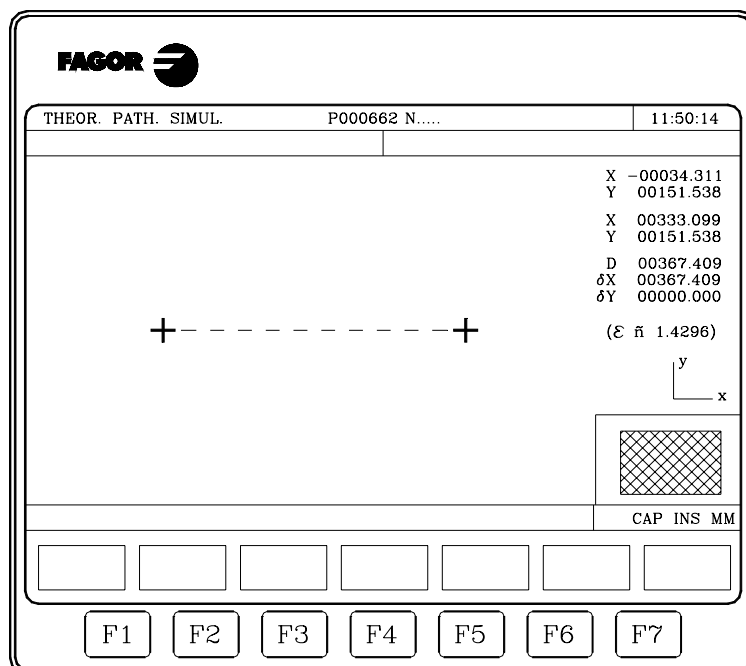 FAGOR
THEOR. PATH. SIMUL. P000662 N..... 11:50:14
X -00034.311
Y 00151.538
X 00333.099
Y 00151.538
D 00367.409
δX 00367.409
δY 00000.000
(Ɛ ñ 1.4296)
y
x
CAP INS MM
F1 F2 F3 F4 F5 F6 F7